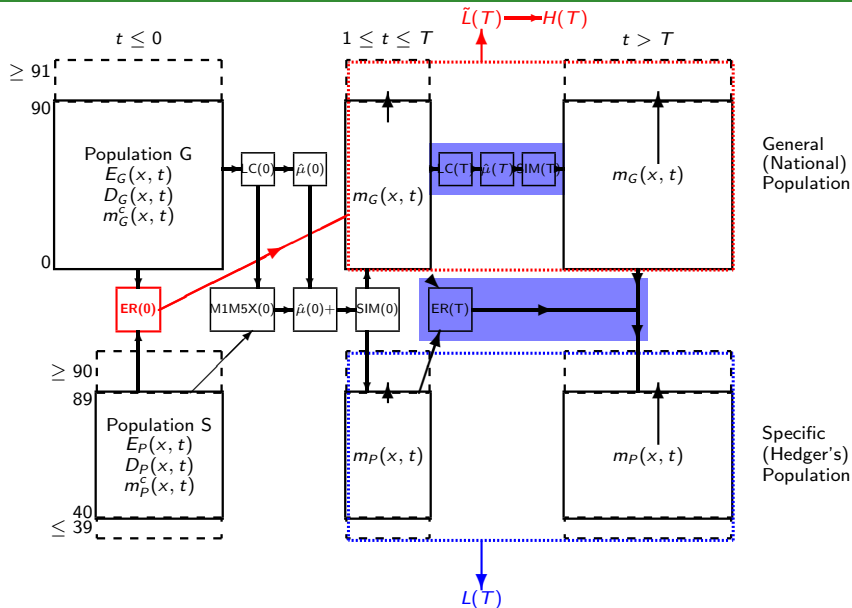 L̃(T) → H(T)
t ≤ 0
1 ≤ t ≤ T
t > T
≥ 91
90
Population G
E_G(x, t)
D_G(x, t)
m^c_G(x, t)
0
LC(0)
μ̂(0)
m_G(x, t)
LC(T)
μ̂(T)
SIM(T)
m_G(x, t)
General
(National)
Population
ER(0)
M1M5X(0)
μ̂(0)+
SIM(0)
ER(T)
≥ 90
89
Population S
E_P(x, t)
D_P(x, t)
m^c_P(x, t)
40
≤ 39
m_P(x, t)
m_P(x, t)
Specific
(Hedger's)
Population
L(T)